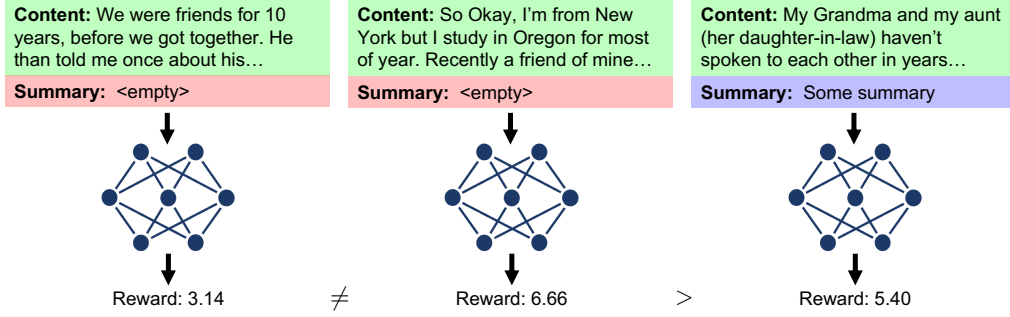 Content: We were friends for 10
years, before we got together. He
than told me once about his…
Summary: <empty>
Content: So Okay, I'm from New
York but I study in Oregon for most
of year. Recently a friend of mine…
Summary: <empty>
Content: My Grandma and my aunt
(her daughter-in-law) haven't
spoken to each other in years…
Summary: Some summary
Reward: 3.14 ≠ Reward: 6.66 > Reward: 5.40